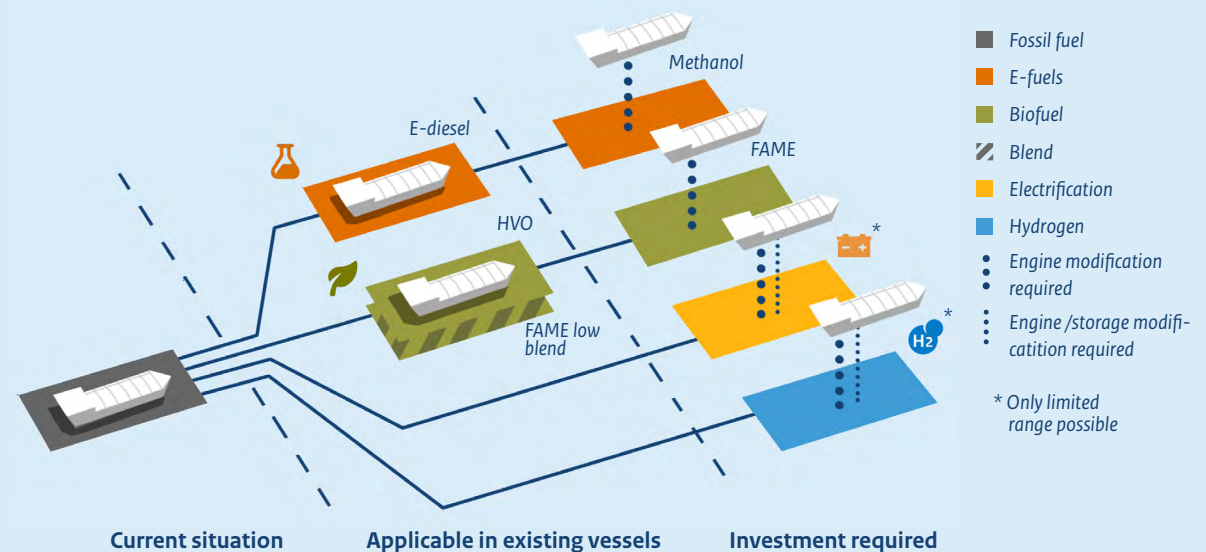 Methanol
E-diesel
FAME
HVO
*
FAME low
blend
H2
*
Fossil fuel
E-fuels
Biofuel
Blend
Electrification
Hydrogen
Engine modification
required
Engine /storage modifi-
catition required
* Only limited
range possible
Current situation
Applicable in existing vessels
Investment required